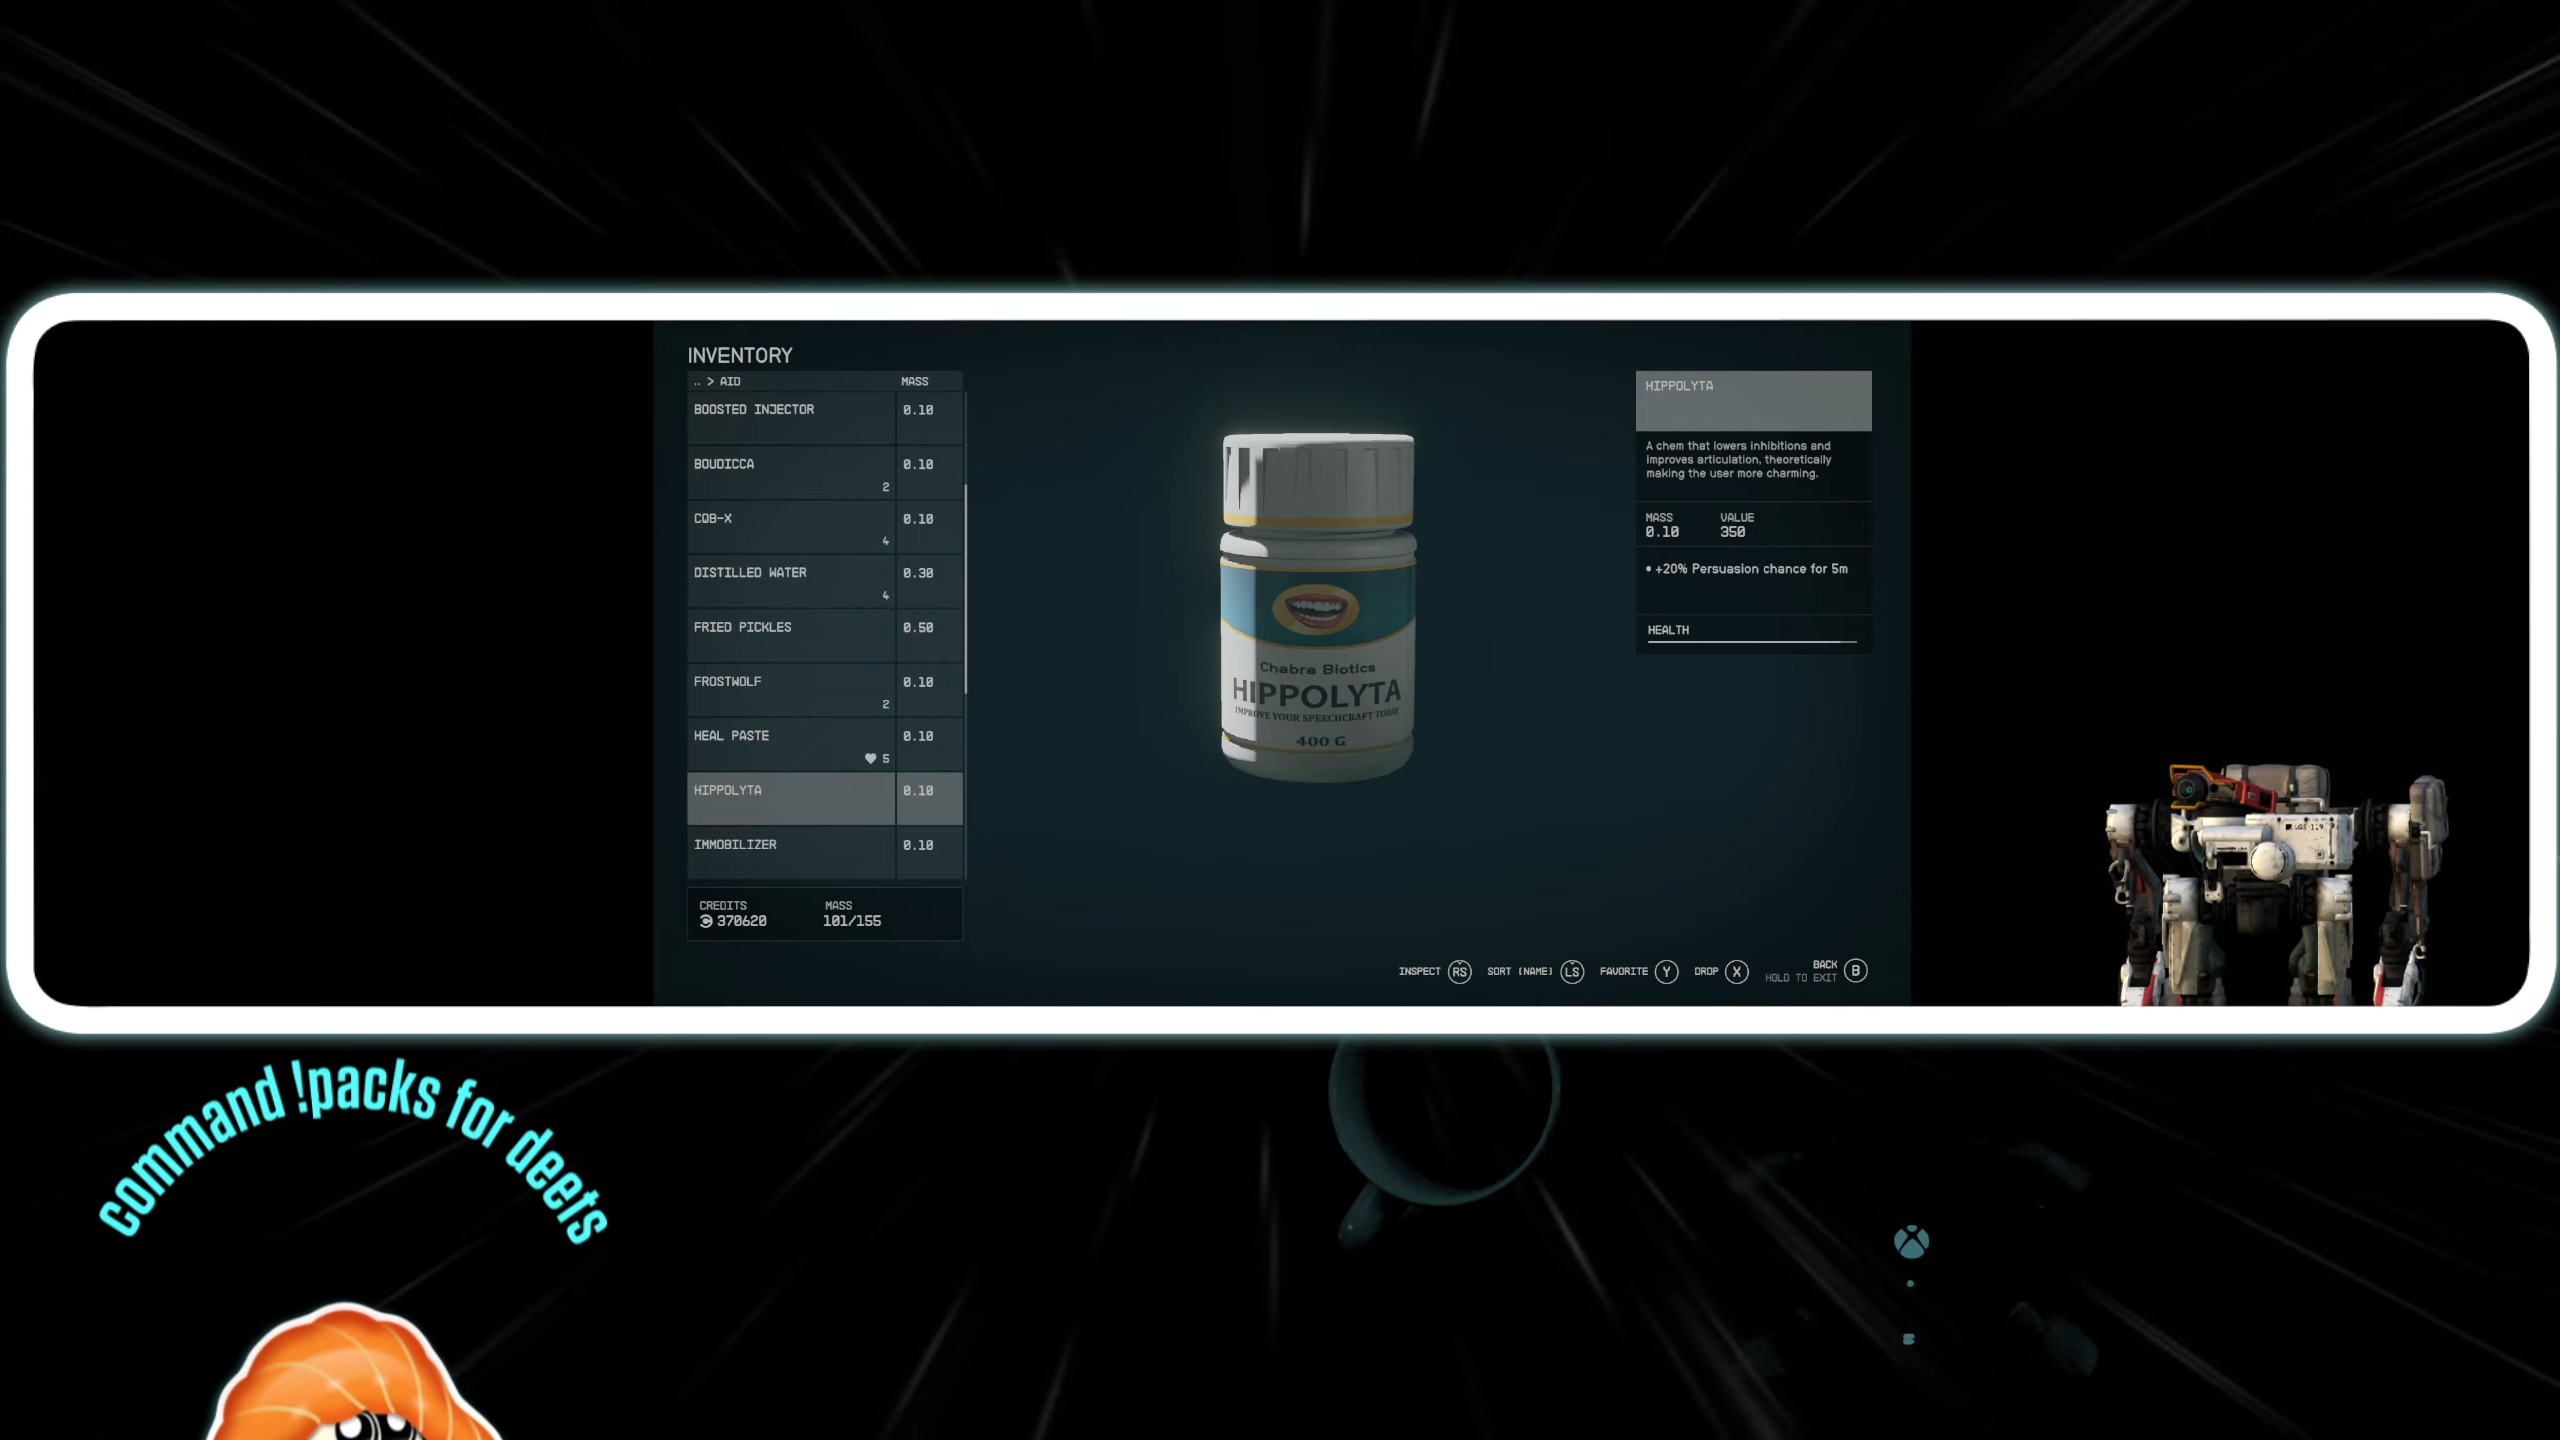 INVENTORY
.. > AID MASS
BOOSTED INJECTOR 0.10
BOUDICCA 0.10
2
CQB-X 0.10
4
DISTILLED WATER 0.30
4
FRIED PICKLES 0.50
FROSTWOLF 0.10
2
HEAL PASTE 0.10
5
HIPPOLYTA 0.10
IMMOBILIZER 0.10
CREDITS MASS
370620 101/155
Chabra Biotics
HIPPOLYTA
IMPROVE YOUR SPEECHCRAFT TODAY
400 G
HIPPOLYTA
A chem that lowers inhibitions and
improves articulation, theoretically
making the user more charming.
MASS VALUE
0.10 350
• +20% Persuasion chance for 5m
HEALTH
INSPECT RS SORT (NAME) LS FAVORITE Y DROP X BACK B
HOLD TO EXIT
command !packs for deets